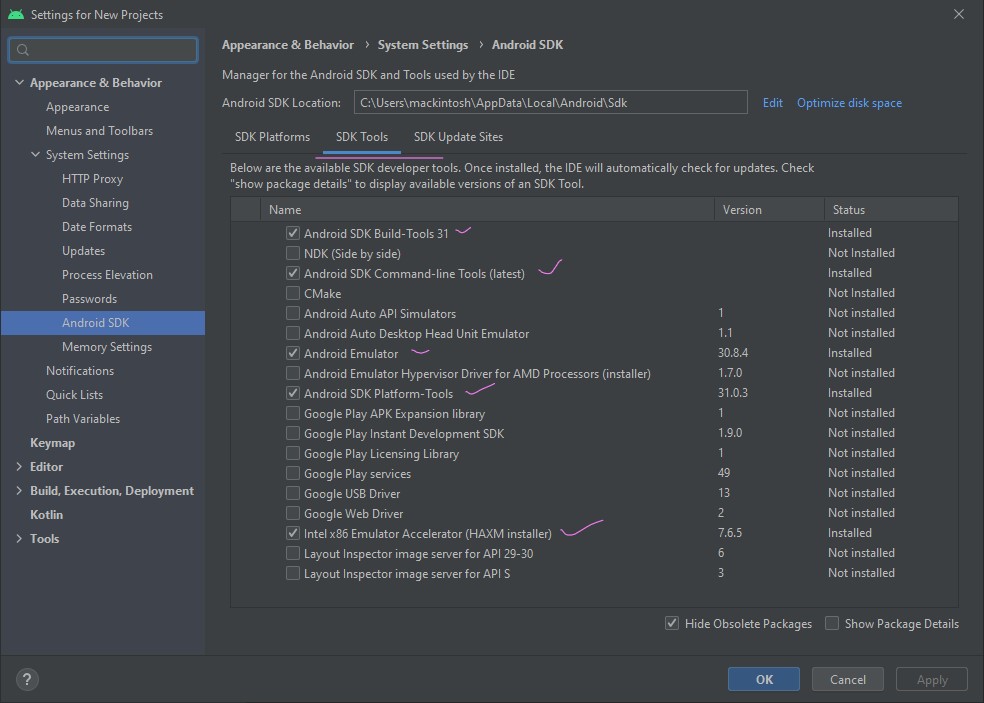 Settings for New Projects
Appearance & Behavior
Appearance
Menus and Toolbars
System Settings
HTTP Proxy
Data Sharing
Date Formats
Updates
Process Elevation
Passwords
Android SDK
Memory Settings
Notifications
Quick Lists
Path Variables
Keymap
Editor
Build, Execution, Deployment
Kotlin
Tools
Appearance & Behavior › System Settings › Android SDK
Manager for the Android SDK and Tools used by the IDE
Android SDK Location: C:\Users\mackintosh\AppData\Local\Android\Sdk Edit Optimize disk space
SDK Platforms SDK Tools SDK Update Sites
Below are the available SDK developer tools. Once installed, the IDE will automatically check for updates. Check
"show package details" to display available versions of an SDK Tool.
Name Version Status
Android SDK Build-Tools 31 Installed
NDK (Side by side) Not Installed
Android SDK Command-line Tools (latest) Installed
CMake Not Installed
Android Auto API Simulators 1 Not installed
Android Auto Desktop Head Unit Emulator 1.1 Not installed
Android Emulator 30.8.4 Installed
Android Emulator Hypervisor Driver for AMD Processors (installer) 1.7.0 Not installed
Android SDK Platform-Tools 31.0.3 Installed
Google Play APK Expansion library 1 Not installed
Google Play Instant Development SDK 1.9.0 Not installed
Google Play Licensing Library 1 Not installed
Google Play services 49 Not installed
Google USB Driver 13 Not installed
Google Web Driver 2 Not installed
Intel x86 Emulator Accelerator (HAXM installer) 7.6.5 Installed
Layout Inspector image server for API 29-30 6 Not installed
Layout Inspector image server for API S 3 Not installed
Hide Obsolete Packages Show Package Details
? OK Cancel Apply